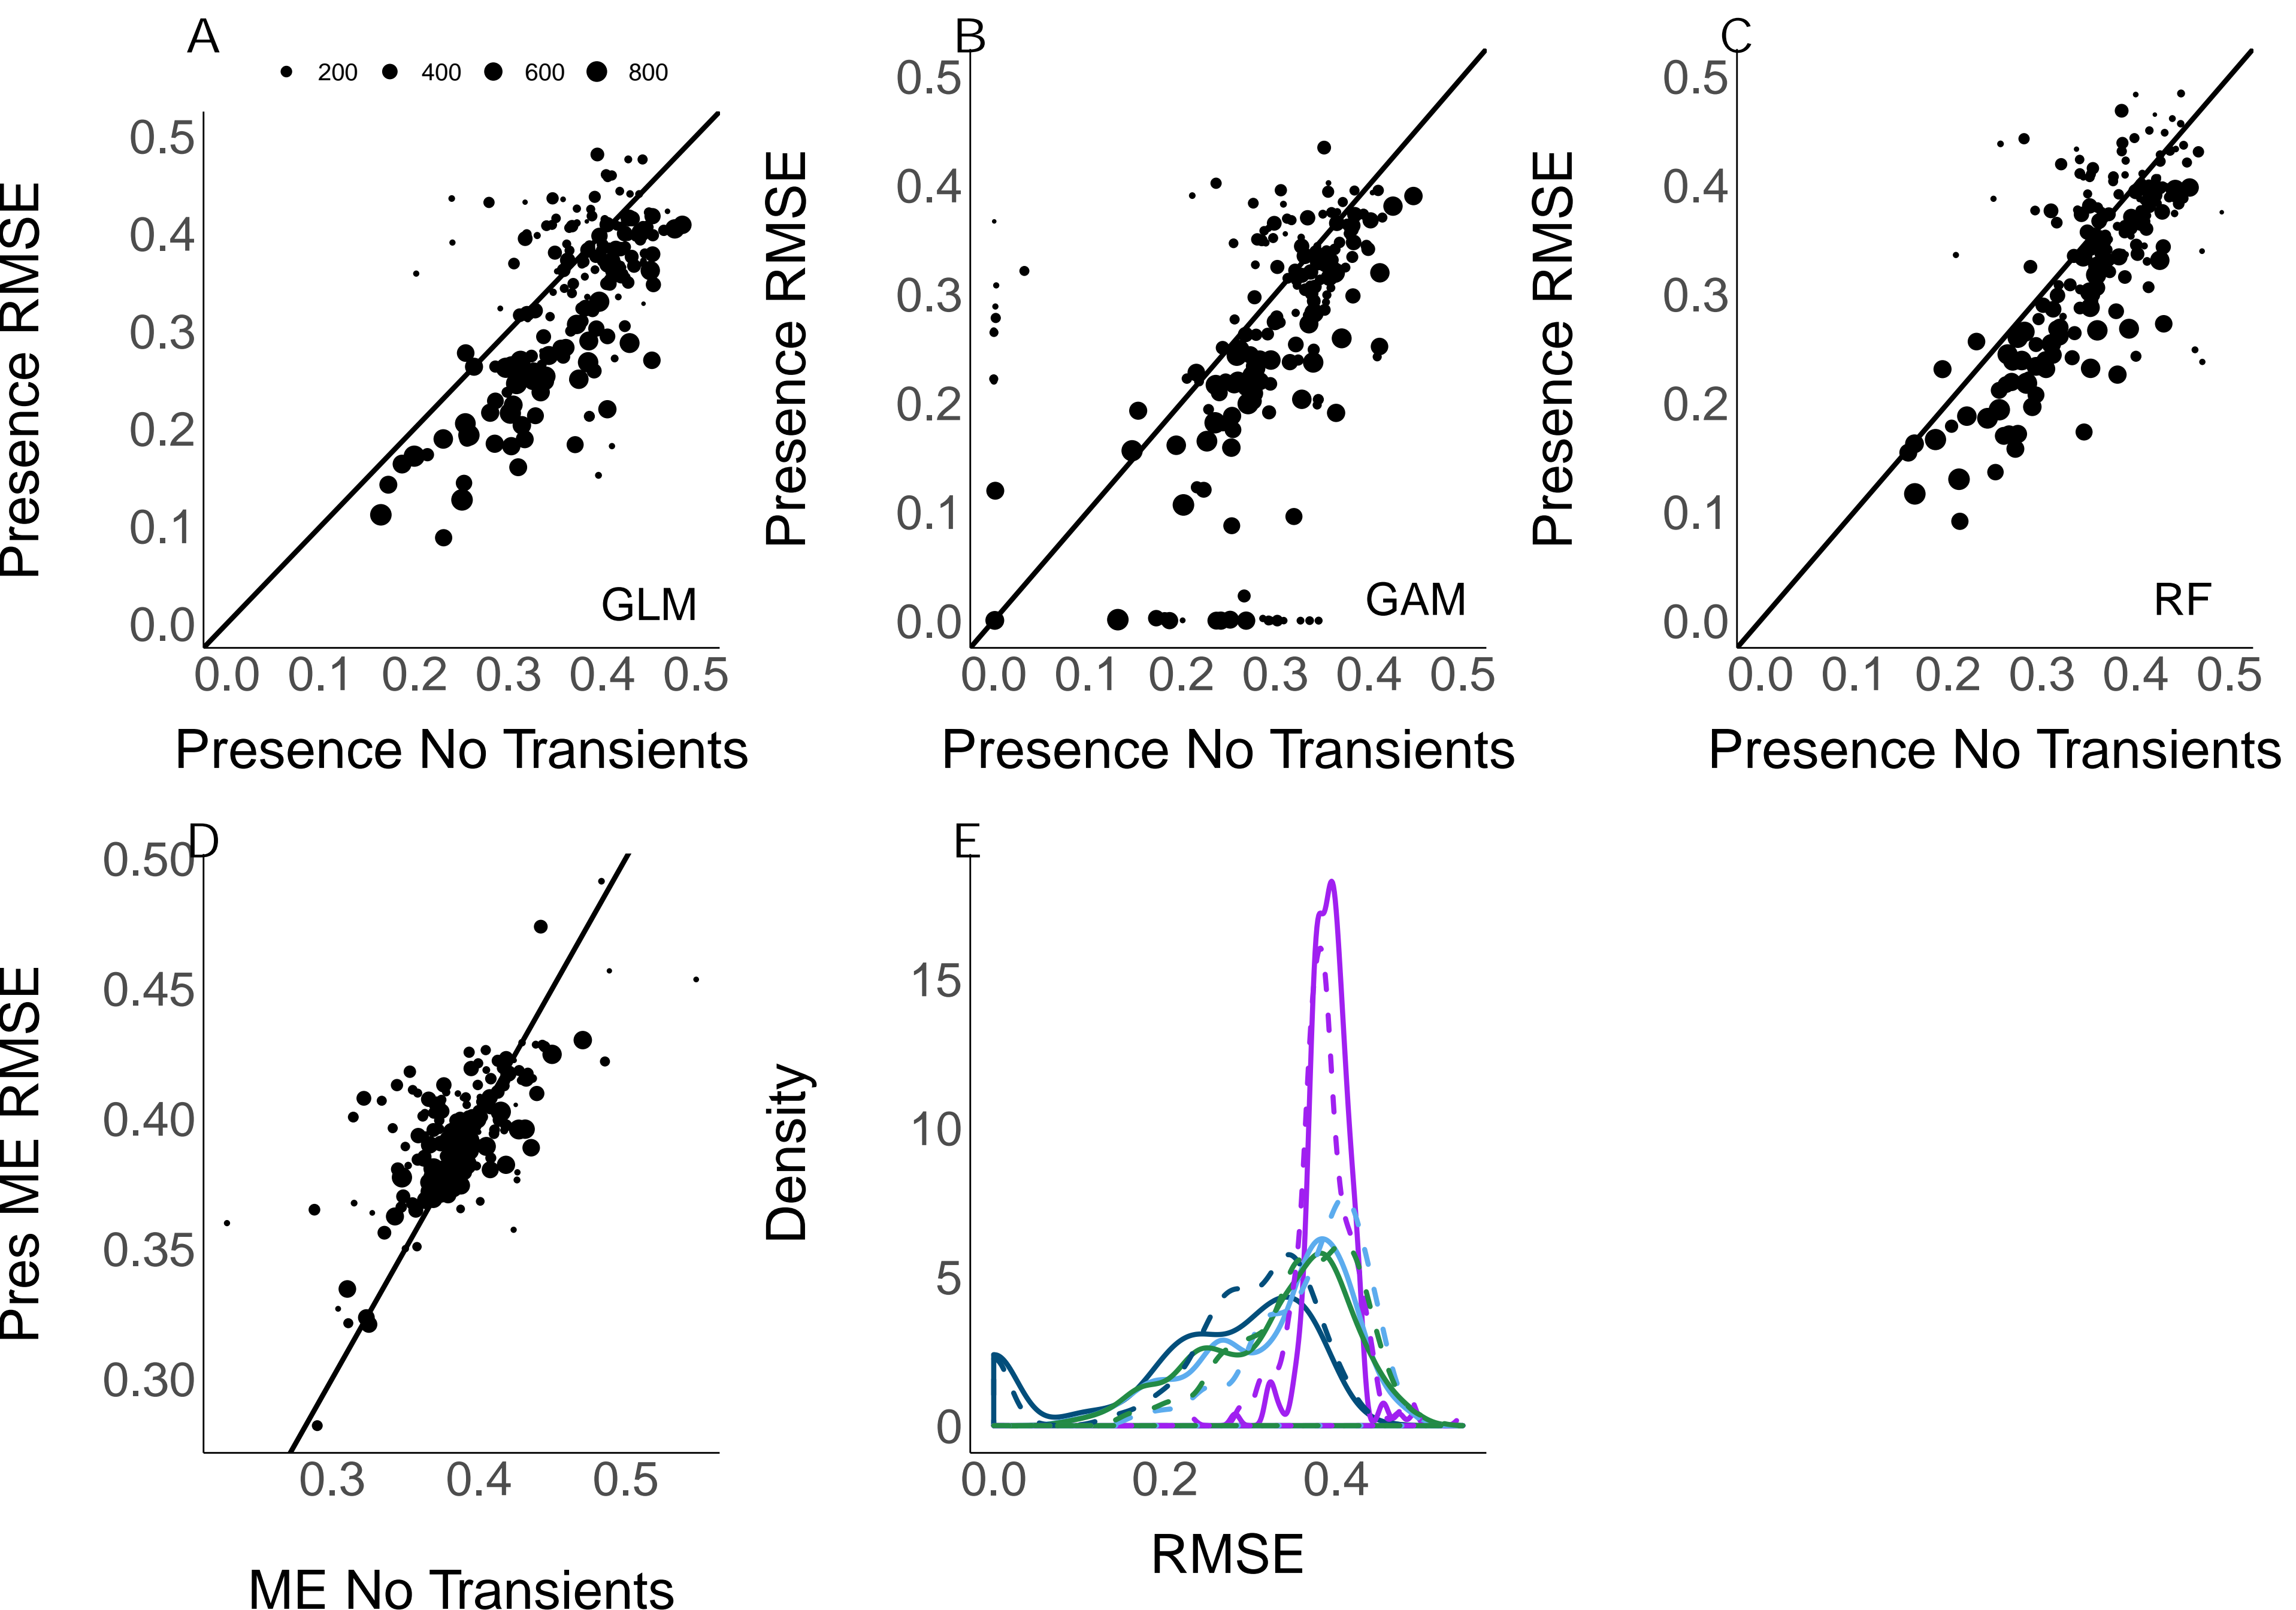 A
200 400 600 800
Presence RMSE
0.5
0.4
0.3
0.2
0.1
0.0
GLM
0.0 0.1 0.2 0.3 0.4 0.5
Presence No Transients
B
Presence RMSE
0.5
0.4
0.3
0.2
0.1
0.0
GAM
0.0 0.1 0.2 0.3 0.4 0.5
Presence No Transients
C
Presence RMSE
0.5
0.4
0.3
0.2
0.1
0.0
RF
0.0 0.1 0.2 0.3 0.4 0.5
Presence No Transients
D
Pres ME RMSE
0.50
0.45
0.40
0.35
0.30
0.3 0.4 0.5
ME No Transients
E
Density
15
10
5
0
0.0 0.2 0.4
RMSE